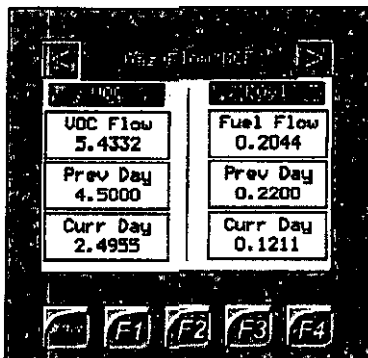 VOC
VOC Flow
5.4332
Prev Day
4.5000
Curr Day
2.4955
Fuel Flow
0.2044
Prev Day
0.2200
Curr Day
0.1211
F1 F2 F3 F4